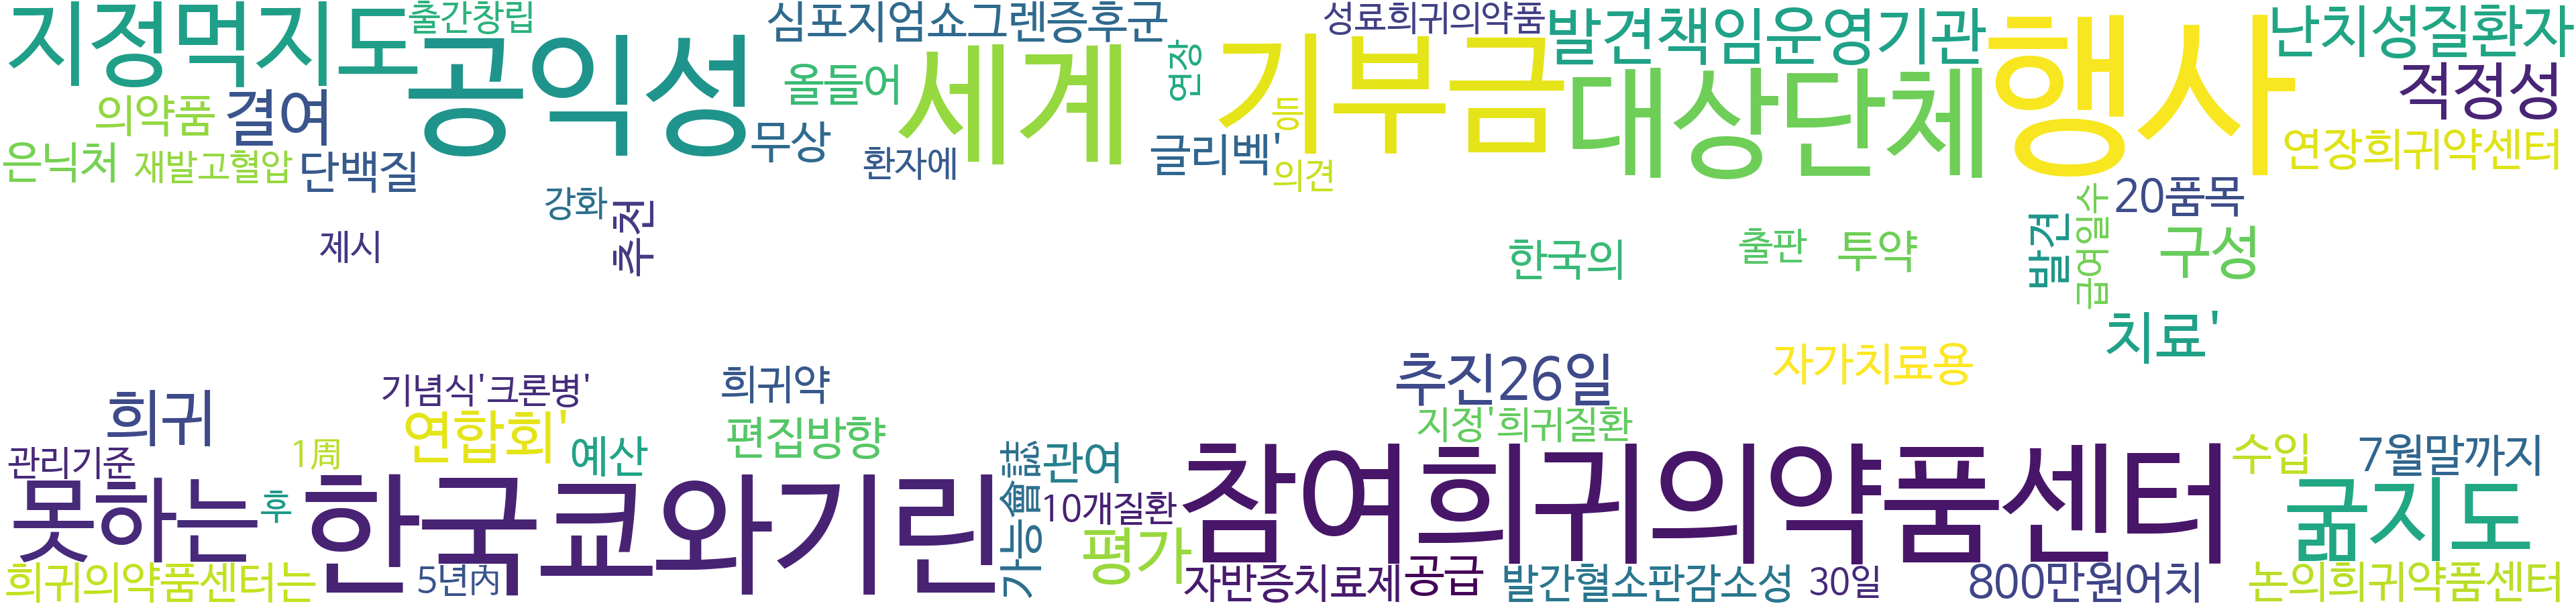 지정먹지도
출간창립
공익성
심포지엄쇼그렌증후군
세계
연장
성료희귀의약품
기부금
발견책임운영기관
대상단체
행사
난치성질환자
적정성
의약품
결여
올들어
무상
등
글리벡'
의견
연장희귀약센터
은닉처
재발고혈압
단백질
환자에
강화
추천
제시
한국의
출판
투약
발견
급여일수
20품목
구성
치료'
희귀
기념식'크론병'
희귀약
추진26일
자가치료용
관리기준
1周
연합회'
예산
편집방향
지정'희귀질환
가능會誌
관여
수입
7월말까지
못하는
후
한국쿄와기린
10개질환
평가
참여희귀의약품센터
굶지도
희귀의약품센터는
5년內
자반증치료제
공급
발간혈소판감소성
30일
800만원어치
논의희귀약품센터